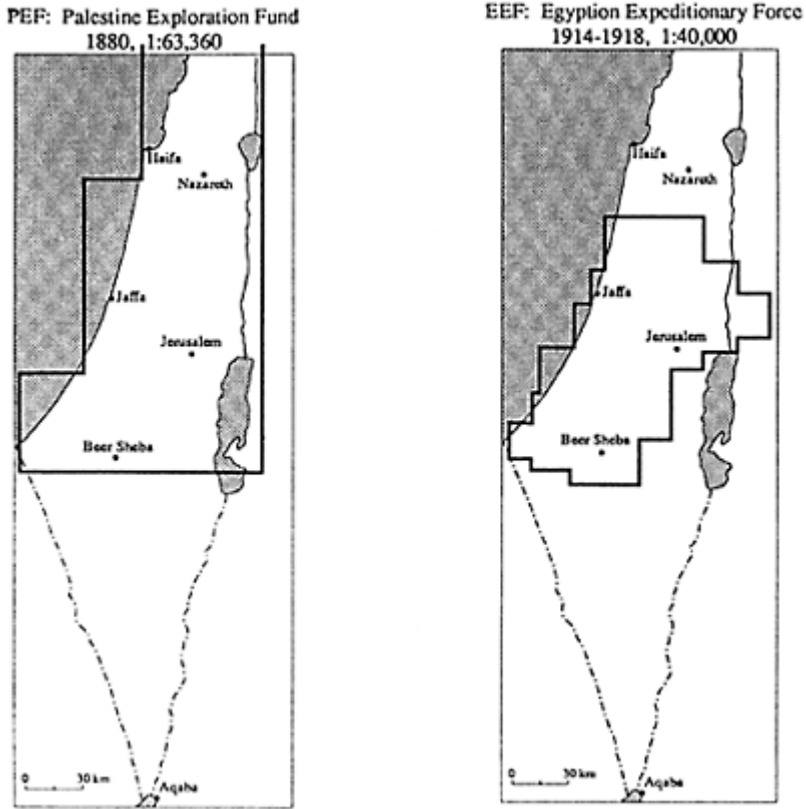 PEF: Palestine Exploration Fund
1880, 1:63,360
Haifa
Nazareth
Jaffa
Jerusalem
Beer Sheba
0 30 km
Aqaba
EEF: Egyption Expeditionary Force
1914-1918, 1:40,000
Haifa
Nazareth
Jaffa
Jerusalem
Beer Sheba
0 30 km
Aqaba